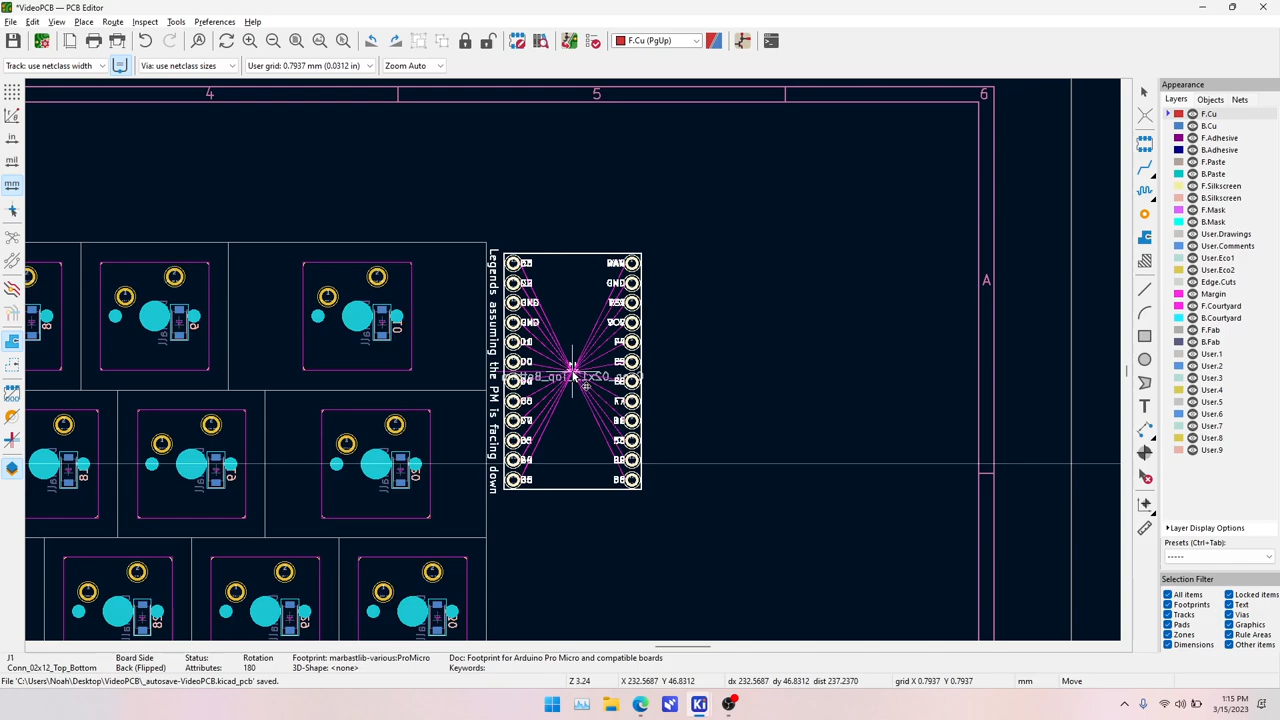 *VideoPCB — PCB Editor
File Edit View Place Route Inspect Tools Preferences Help
F.Cu (PgUp)
Track: use netclass width Via: use netclass sizes User grid: 0.7937 mm (0.0312 in) Zoom Auto
in
mil
mm
4 5 6
A
Legends assuming the PM is facing down
GND
GND
Appearance
Layers Objects Nets
F.Cu
B.Cu
F.Adhesive
B.Adhesive
F.Paste
B.Paste
F.Silkscreen
B.Silkscreen
F.Mask
B.Mask
User.Drawings
User.Comments
User.Eco1
User.Eco2
Edge.Cuts
Margin
F.Courtyard
B.Courtyard
F.Fab
B.Fab
User.1
User.2
User.3
User.4
User.5
User.6
User.7
User.8
User.9
Layer Display Options
Presets (Ctrl+Tab):
-----
Selection Filter
All items Locked items
Footprints Text
Tracks Vias
Pads Graphics
Zones Rule Areas
Dimensions Other items
J1 Board Side Status: Rotation Footprint: marbastlib-various:ProMicro Doc: Footprint for Arduino Pro Micro and compatible boards
Conn_02x12_Top_Bottom Back (Flipped) Attributes: 180 3D-Shape: <none> Keywords:
File 'C:\Users\Noah\Desktop\VideoPCB\_autosave-VideoPCB.kicad_pcb' saved. Z 3.24 X 232.5687 Y 46.8312 dx 232.5687 dy 46.8312 dist 237.2370 grid X 0.7937 Y 0.7937 mm Move
Ki
1:15 PM
3/15/2023